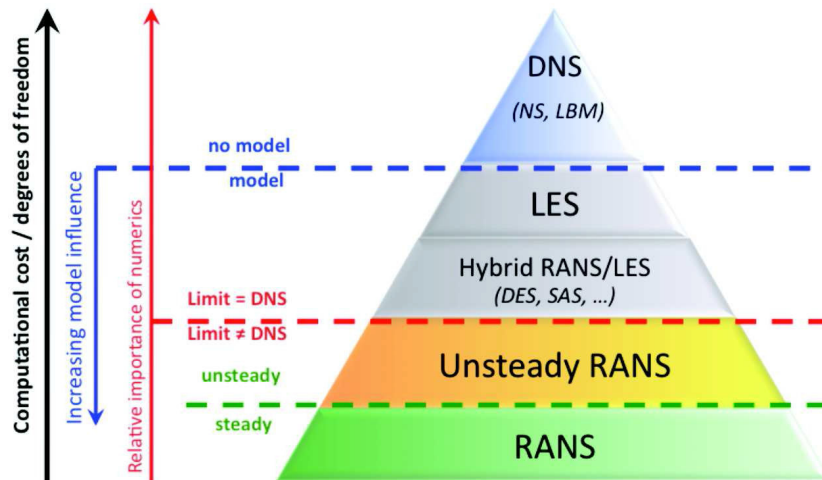 Computational cost / degrees of freedom
Increasing model influence
Relative importance of numerics
DNS
(NS, LBM)
no model
model
LES
Hybrid RANS/LES
(DES, SAS, ...)
Limit = DNS
Limit ≠ DNS
Unsteady RANS
unsteady
steady
RANS